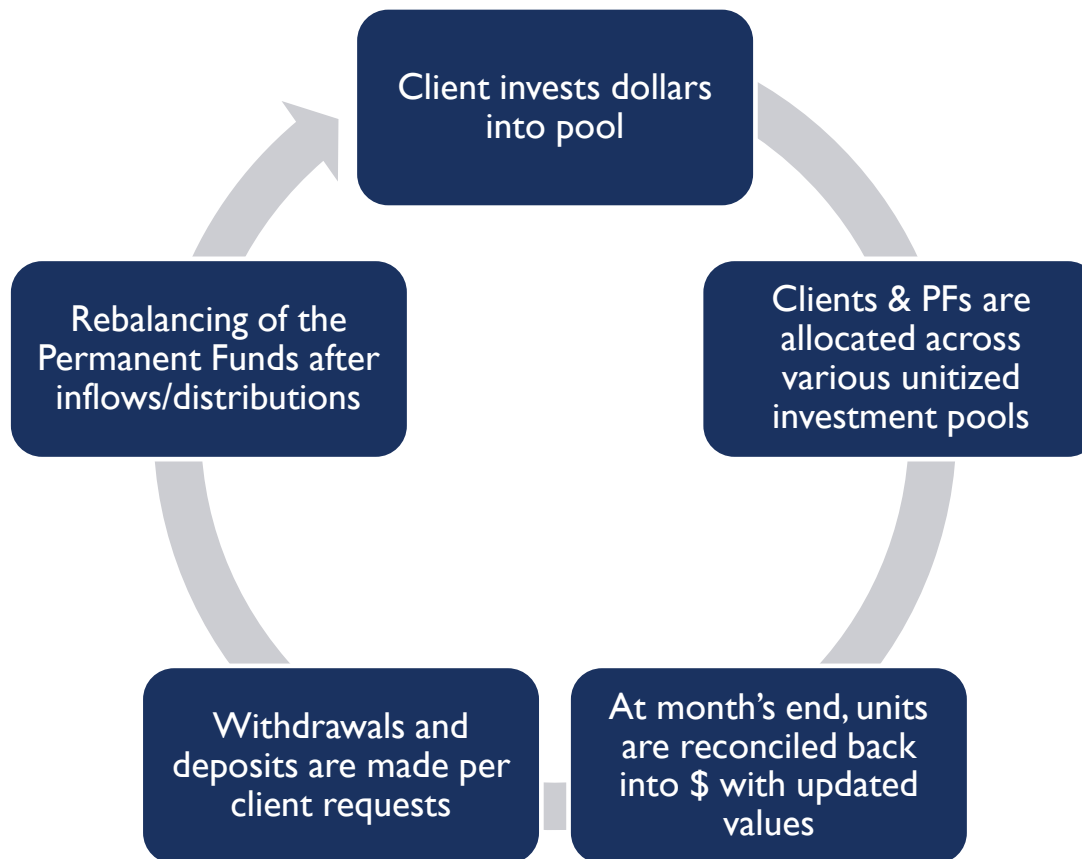 Client invests dollars
into pool
Clients & PFs are
allocated across
various unitized
investment pools
At month’s end, units
are reconciled back
into $ with updated
values
Withdrawals and
deposits are made per
client requests
Rebalancing of the
Permanent Funds after
inflows/distributions